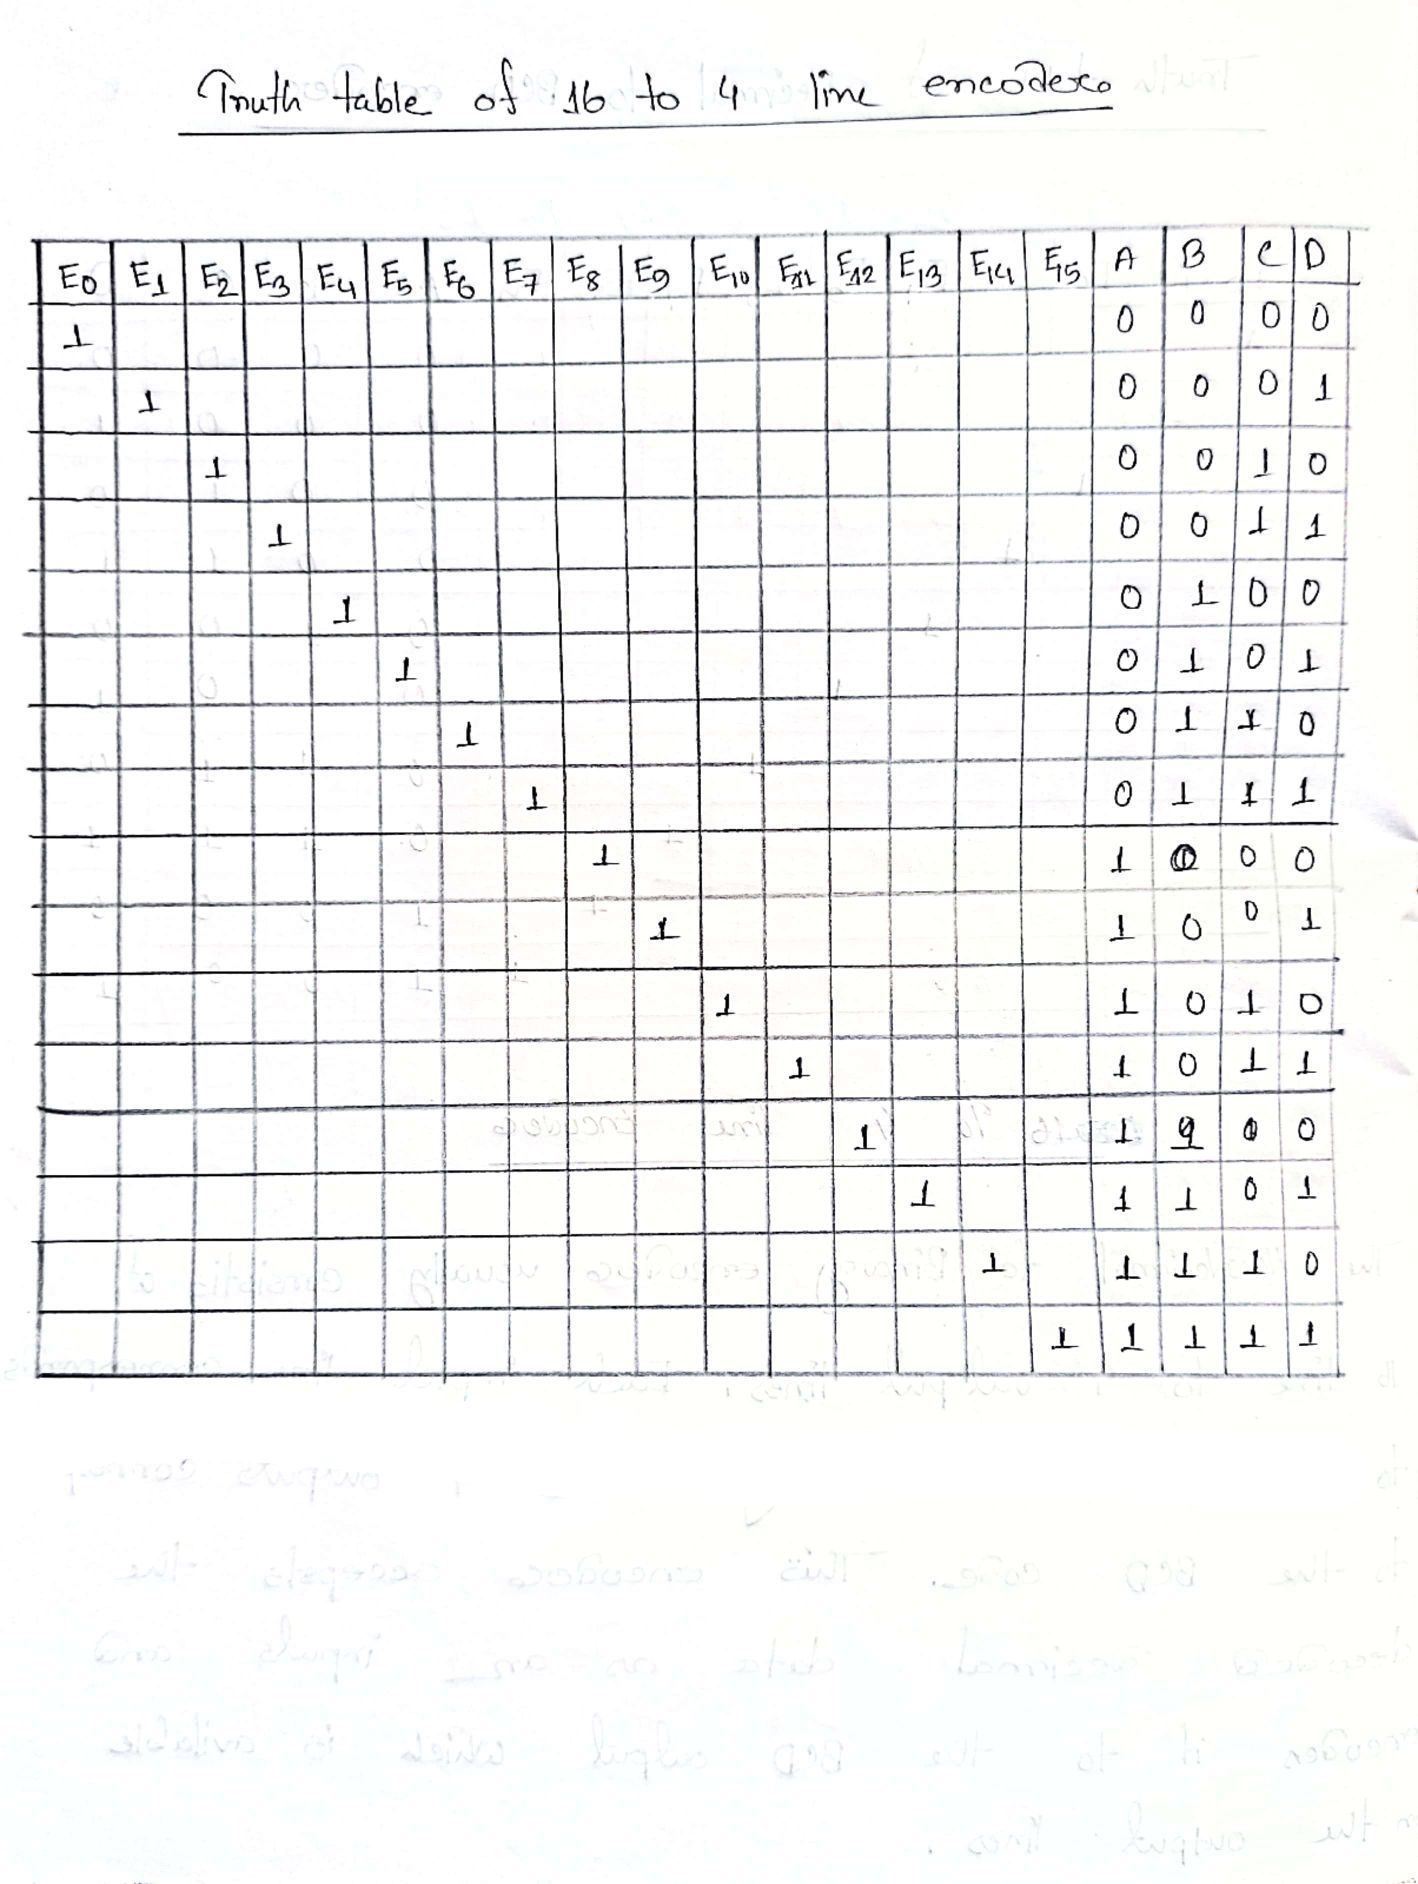 Truth table of 16 to 4 line encoder
E0 E1 E2 E3 E4 E5 E6 E7 E8 E9 E10 E11 E12 E13 E14 E15 A B C D
1 0 0 0 0
1 0 0 0 1
1 0 0 1 0
1 0 0 1 1
1 0 1 0 0
1 0 1 0 1
1 0 1 1 0
1 0 1 1 1
1 1 0 0 0
1 1 0 0 1
1 1 0 1 0
1 1 0 1 1
1 1 1 0 0
1 1 1 0 1
1 1 1 1 0
1 1 1 1 1